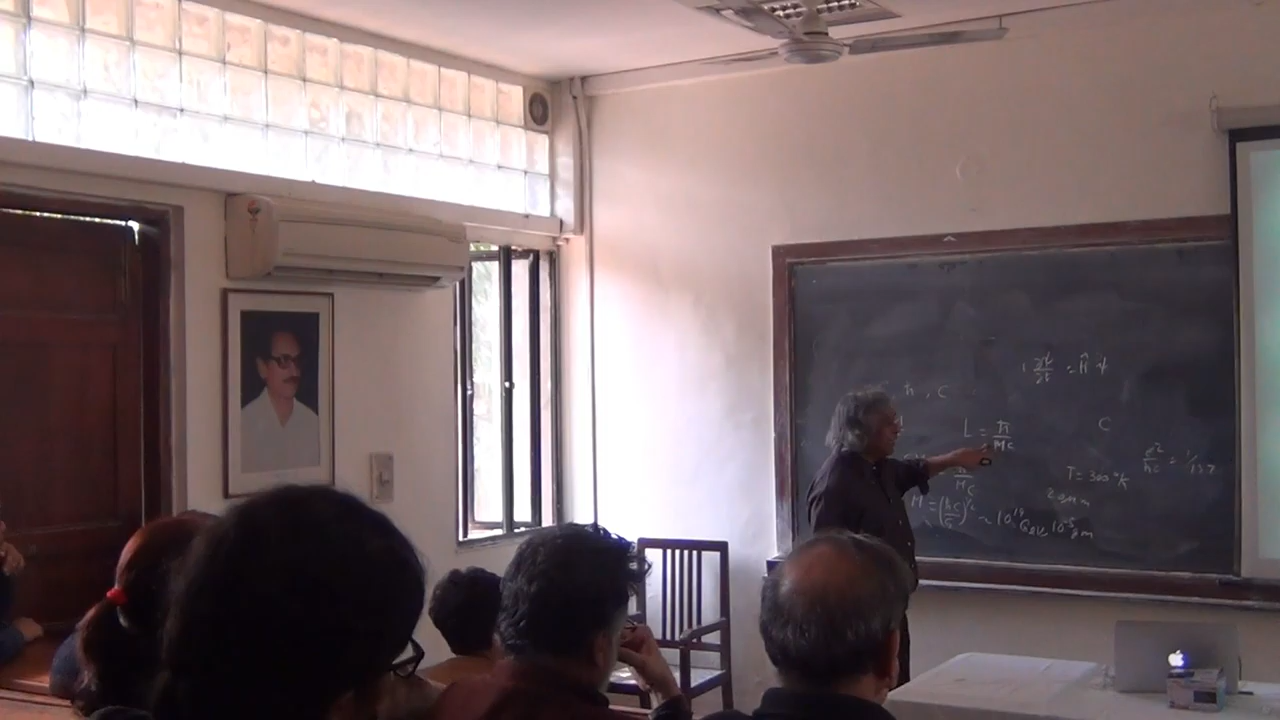 i ∂ψ/∂t = Ĥ ψ
ħ , C
L = ħ/Mc
C
e²/ħc = 1/137
ħ/Mc
T = 300 °K
M = (ħc/G)^½ ~ 10¹⁹ GeV 10⁻⁵ gm